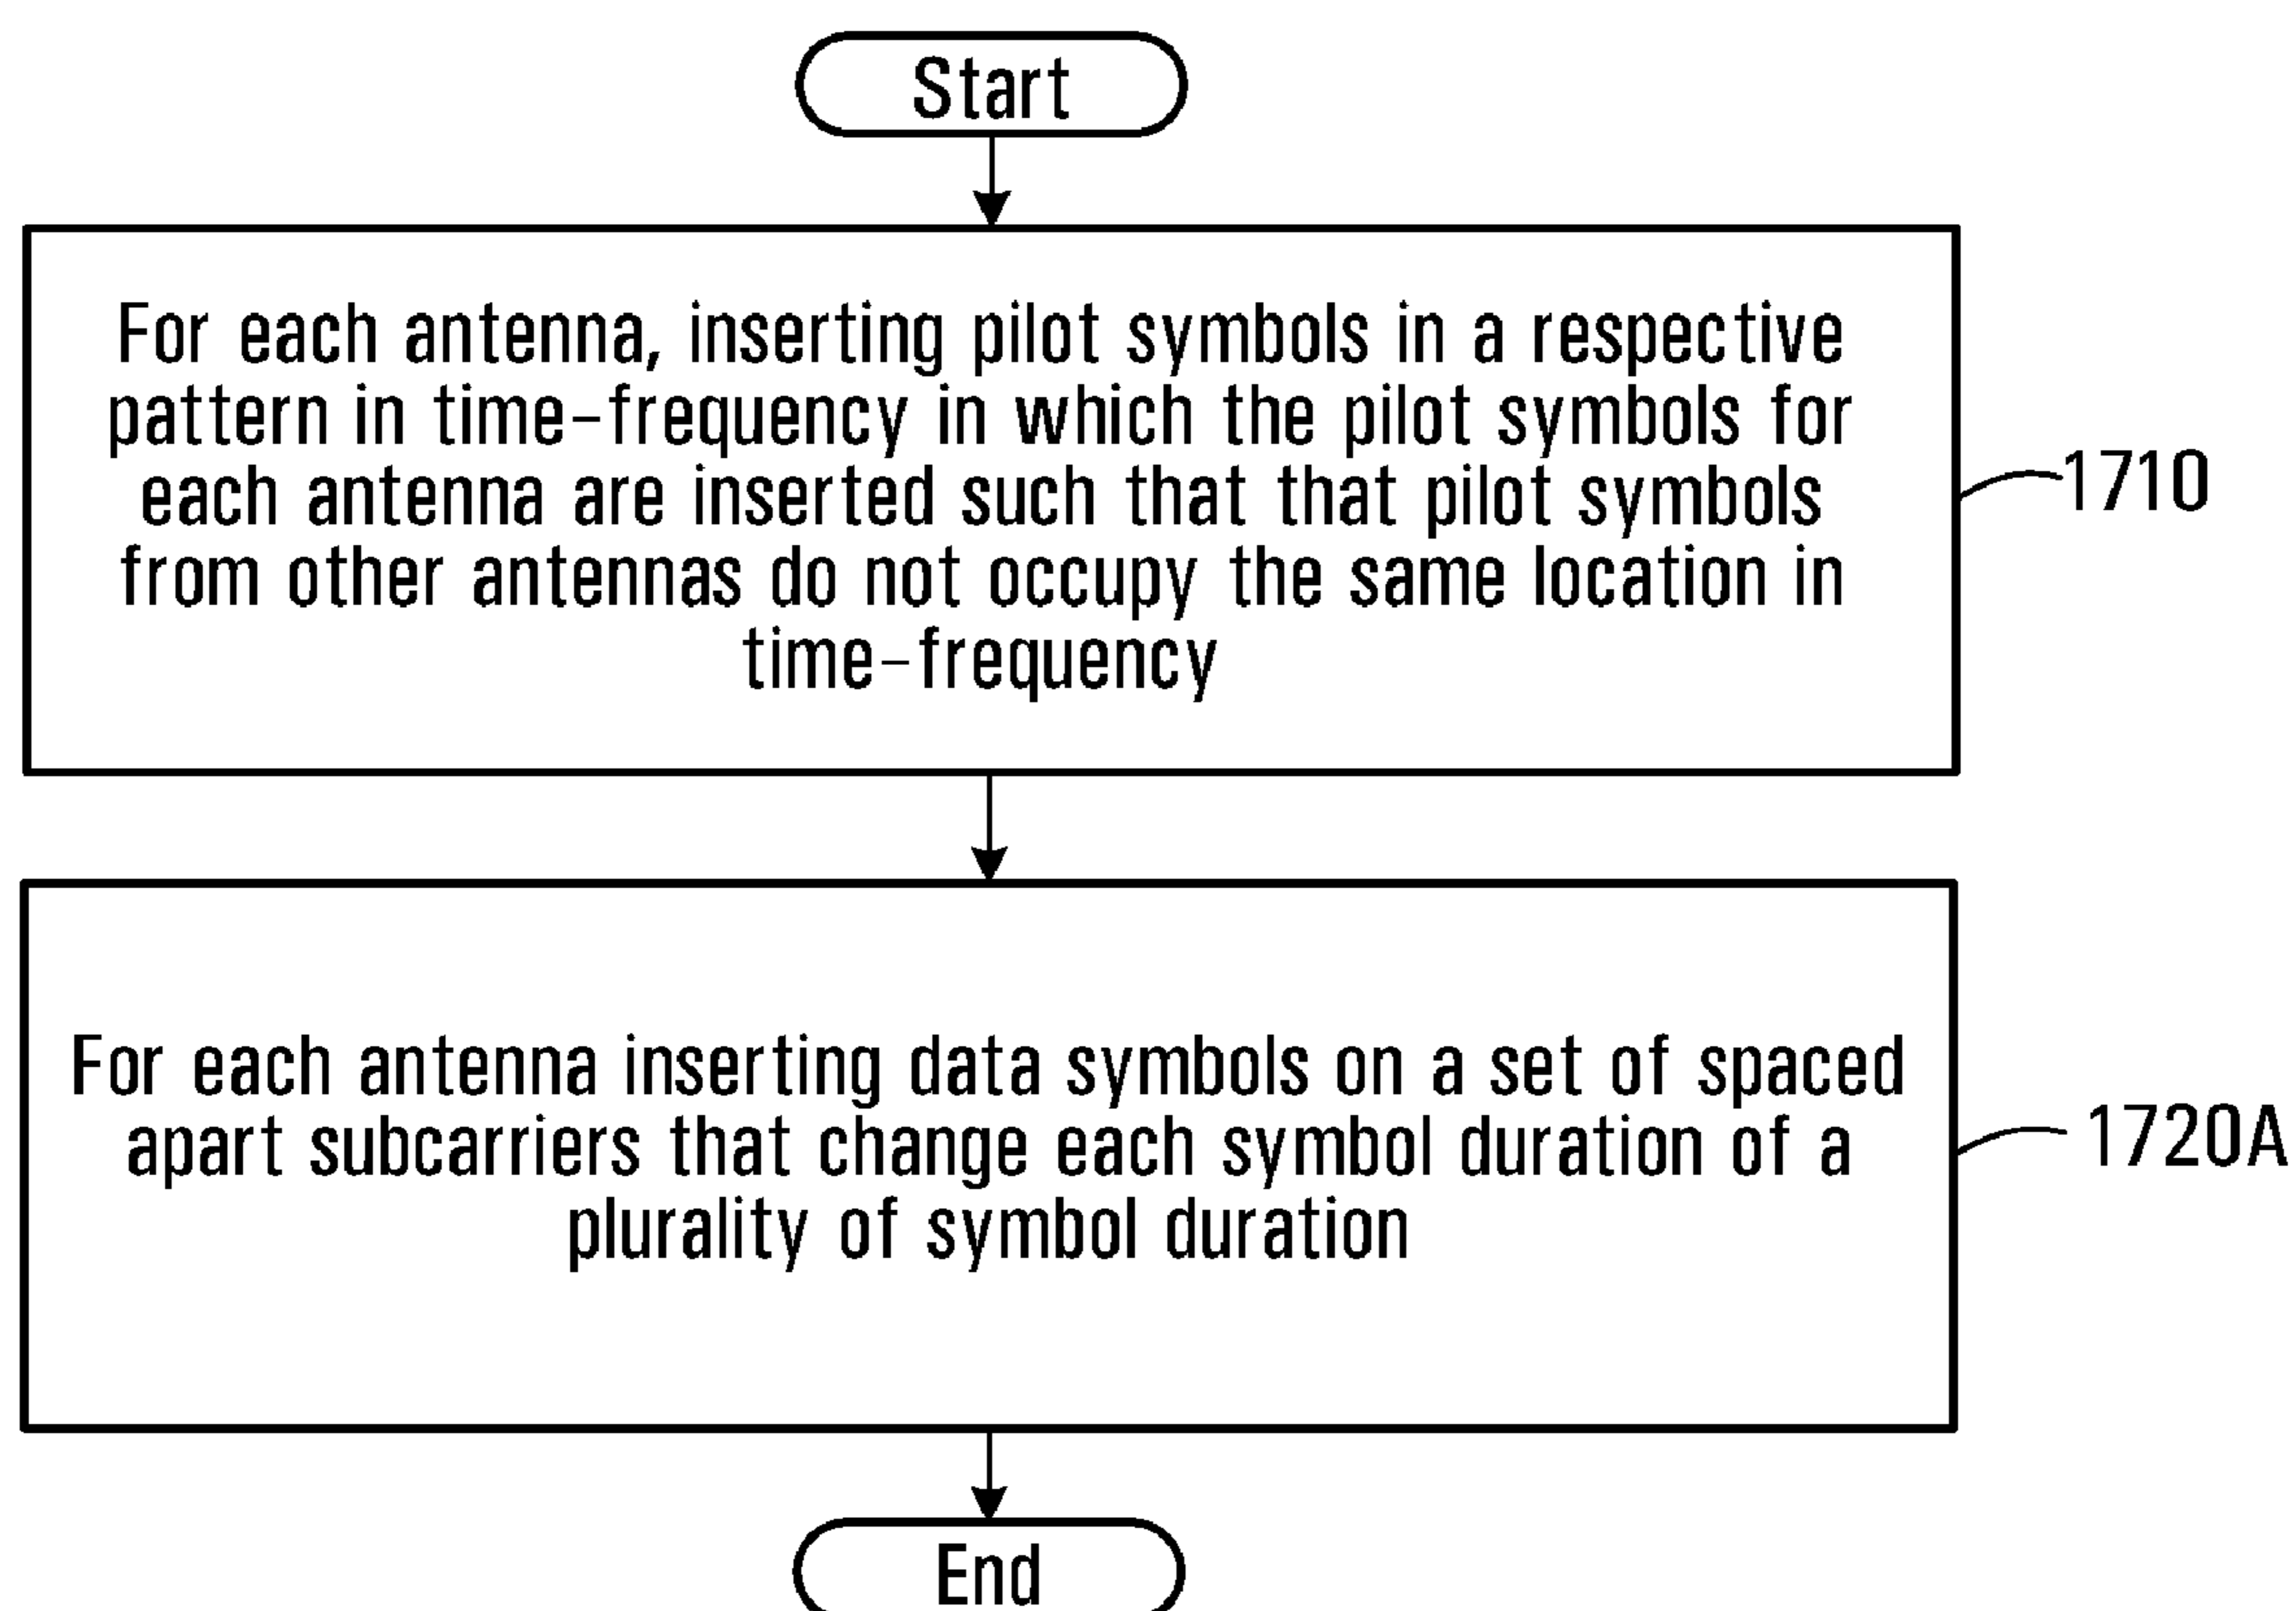 Start
For each antenna, inserting pilot symbols in a respective
pattern in time-frequency in which the pilot symbols for
each antenna are inserted such that that pilot symbols
from other antennas do not occupy the same location in
time-frequency
1710
For each antenna inserting data symbols on a set of spaced
apart subcarriers that change each symbol duration of a
plurality of symbol duration
1720A
End